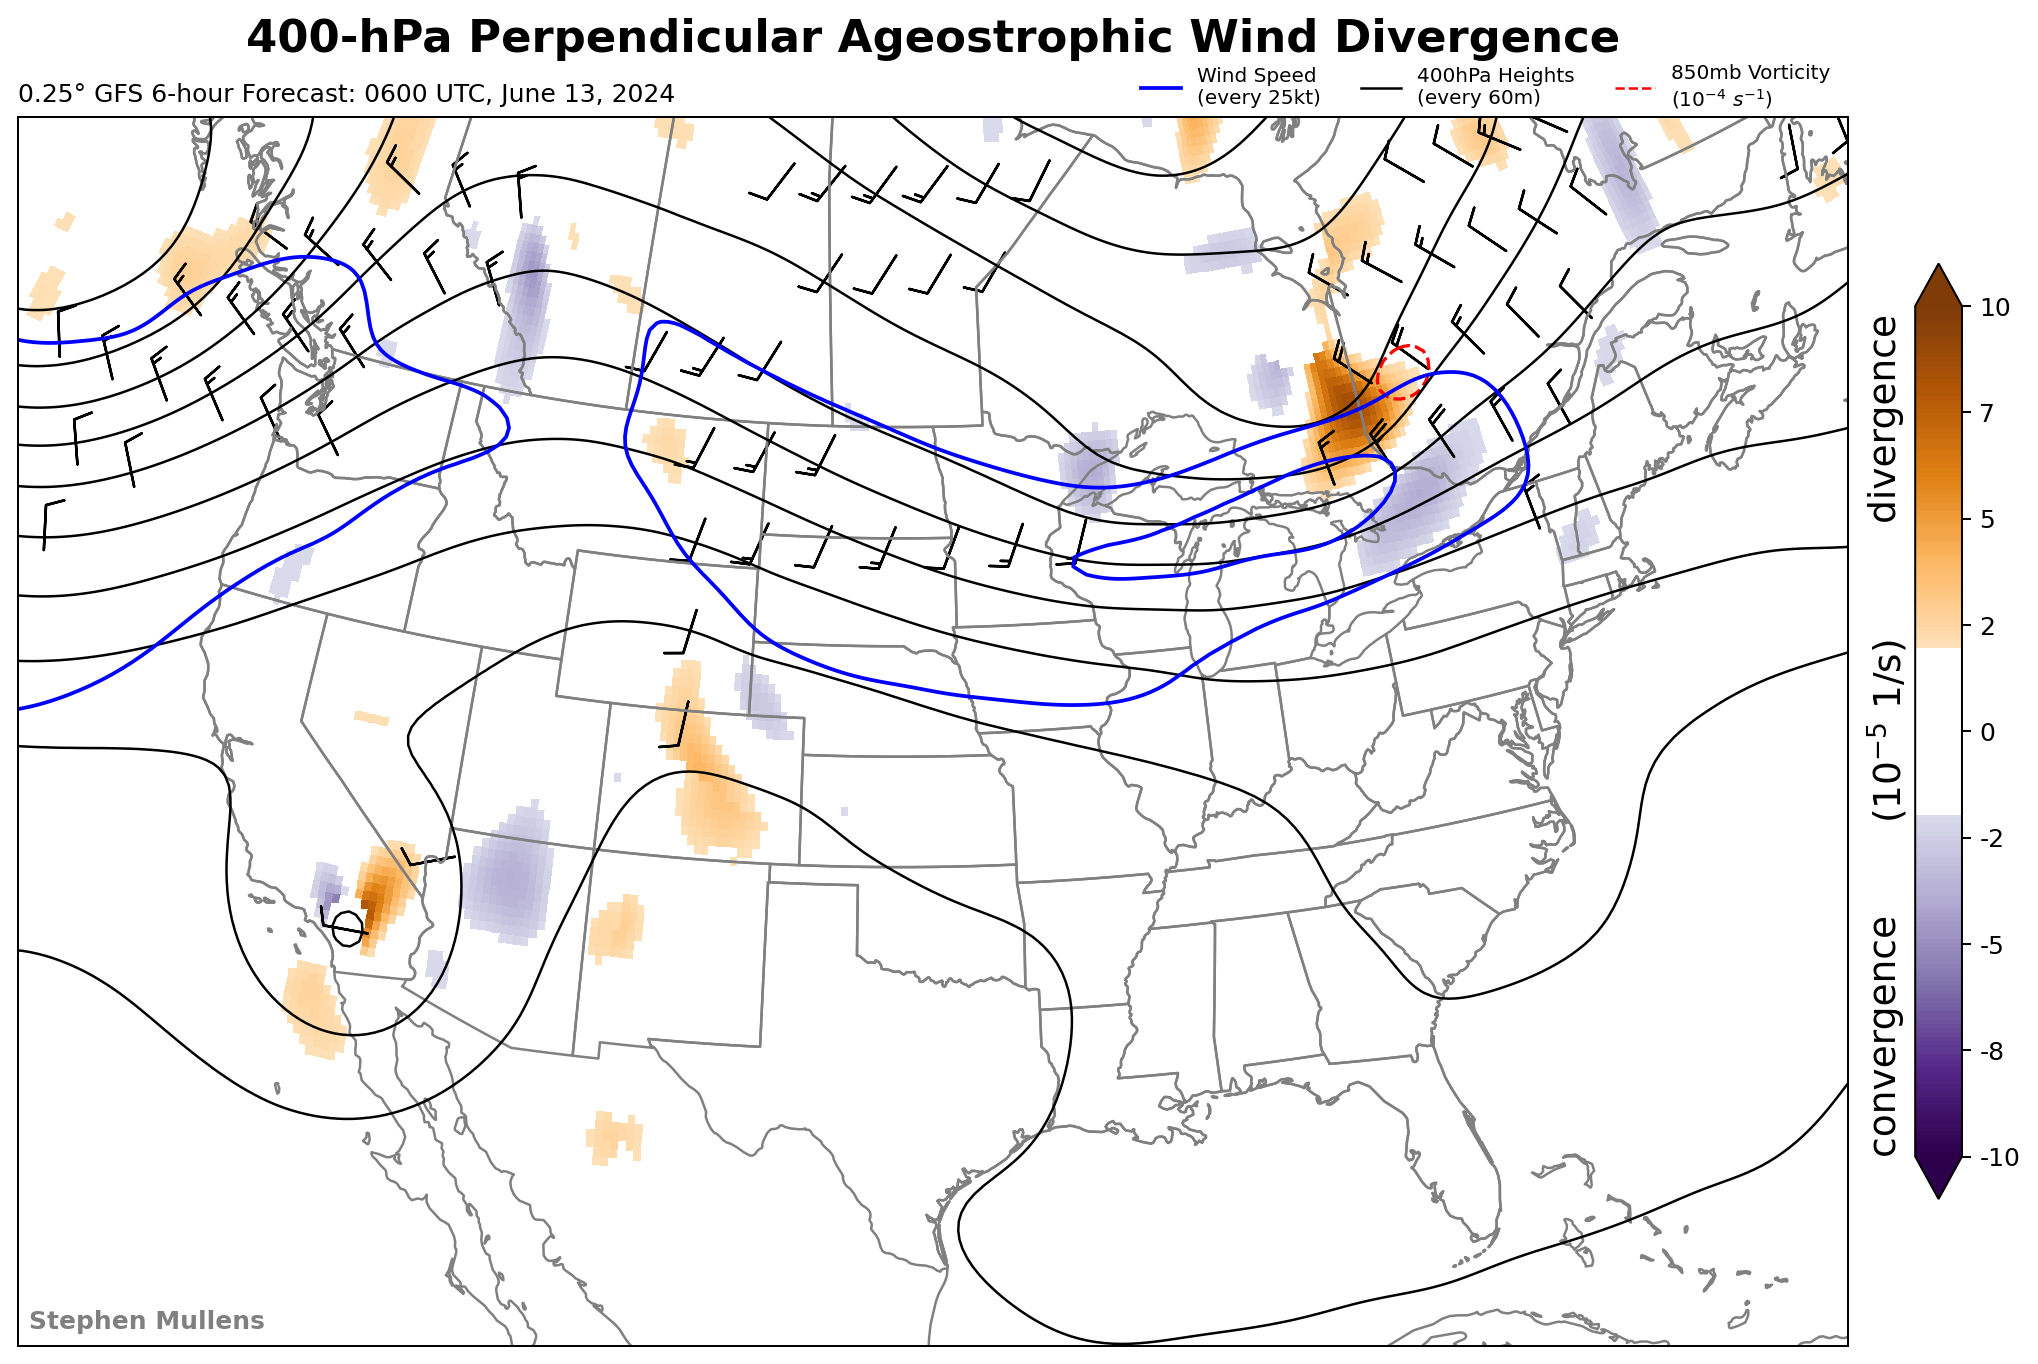 400-hPa Perpendicular Ageostrophic Wind Divergence
0.25° GFS 6-hour Forecast: 0600 UTC, June 13, 2024
Wind Speed
(every 25kt)
400hPa Heights
(every 60m)
850mb Vorticity
(10⁻⁴ s⁻¹)
10
7
5
2
0
-2
-5
-8
-10
convergence (10⁻⁵ 1/s) divergence
Stephen Mullens